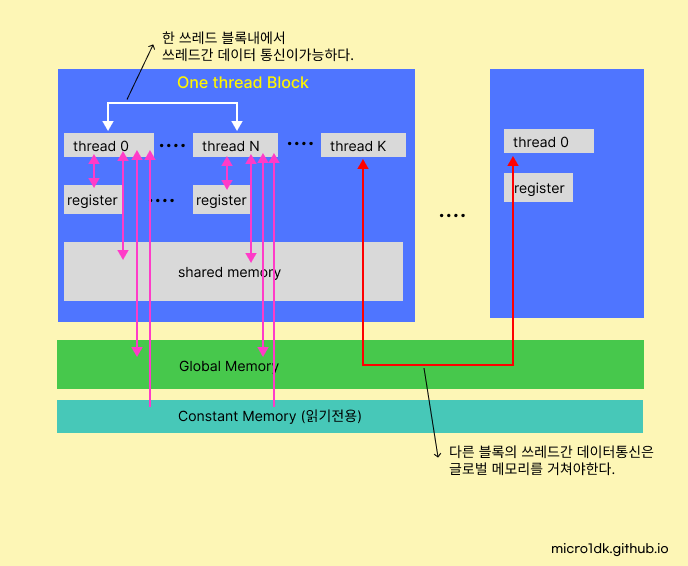 한 쓰레드 블록내에서
쓰레드간 데이터 통신이가능하다.
One thread Block
thread 0
thread N
thread K
thread 0
register
register
register
shared memory
Global Memory
Constant Memory (읽기전용)
다른 블록의 쓰레드간 데이터통신은
글로벌 메모리를 거쳐야한다.
micro1dk.github.io